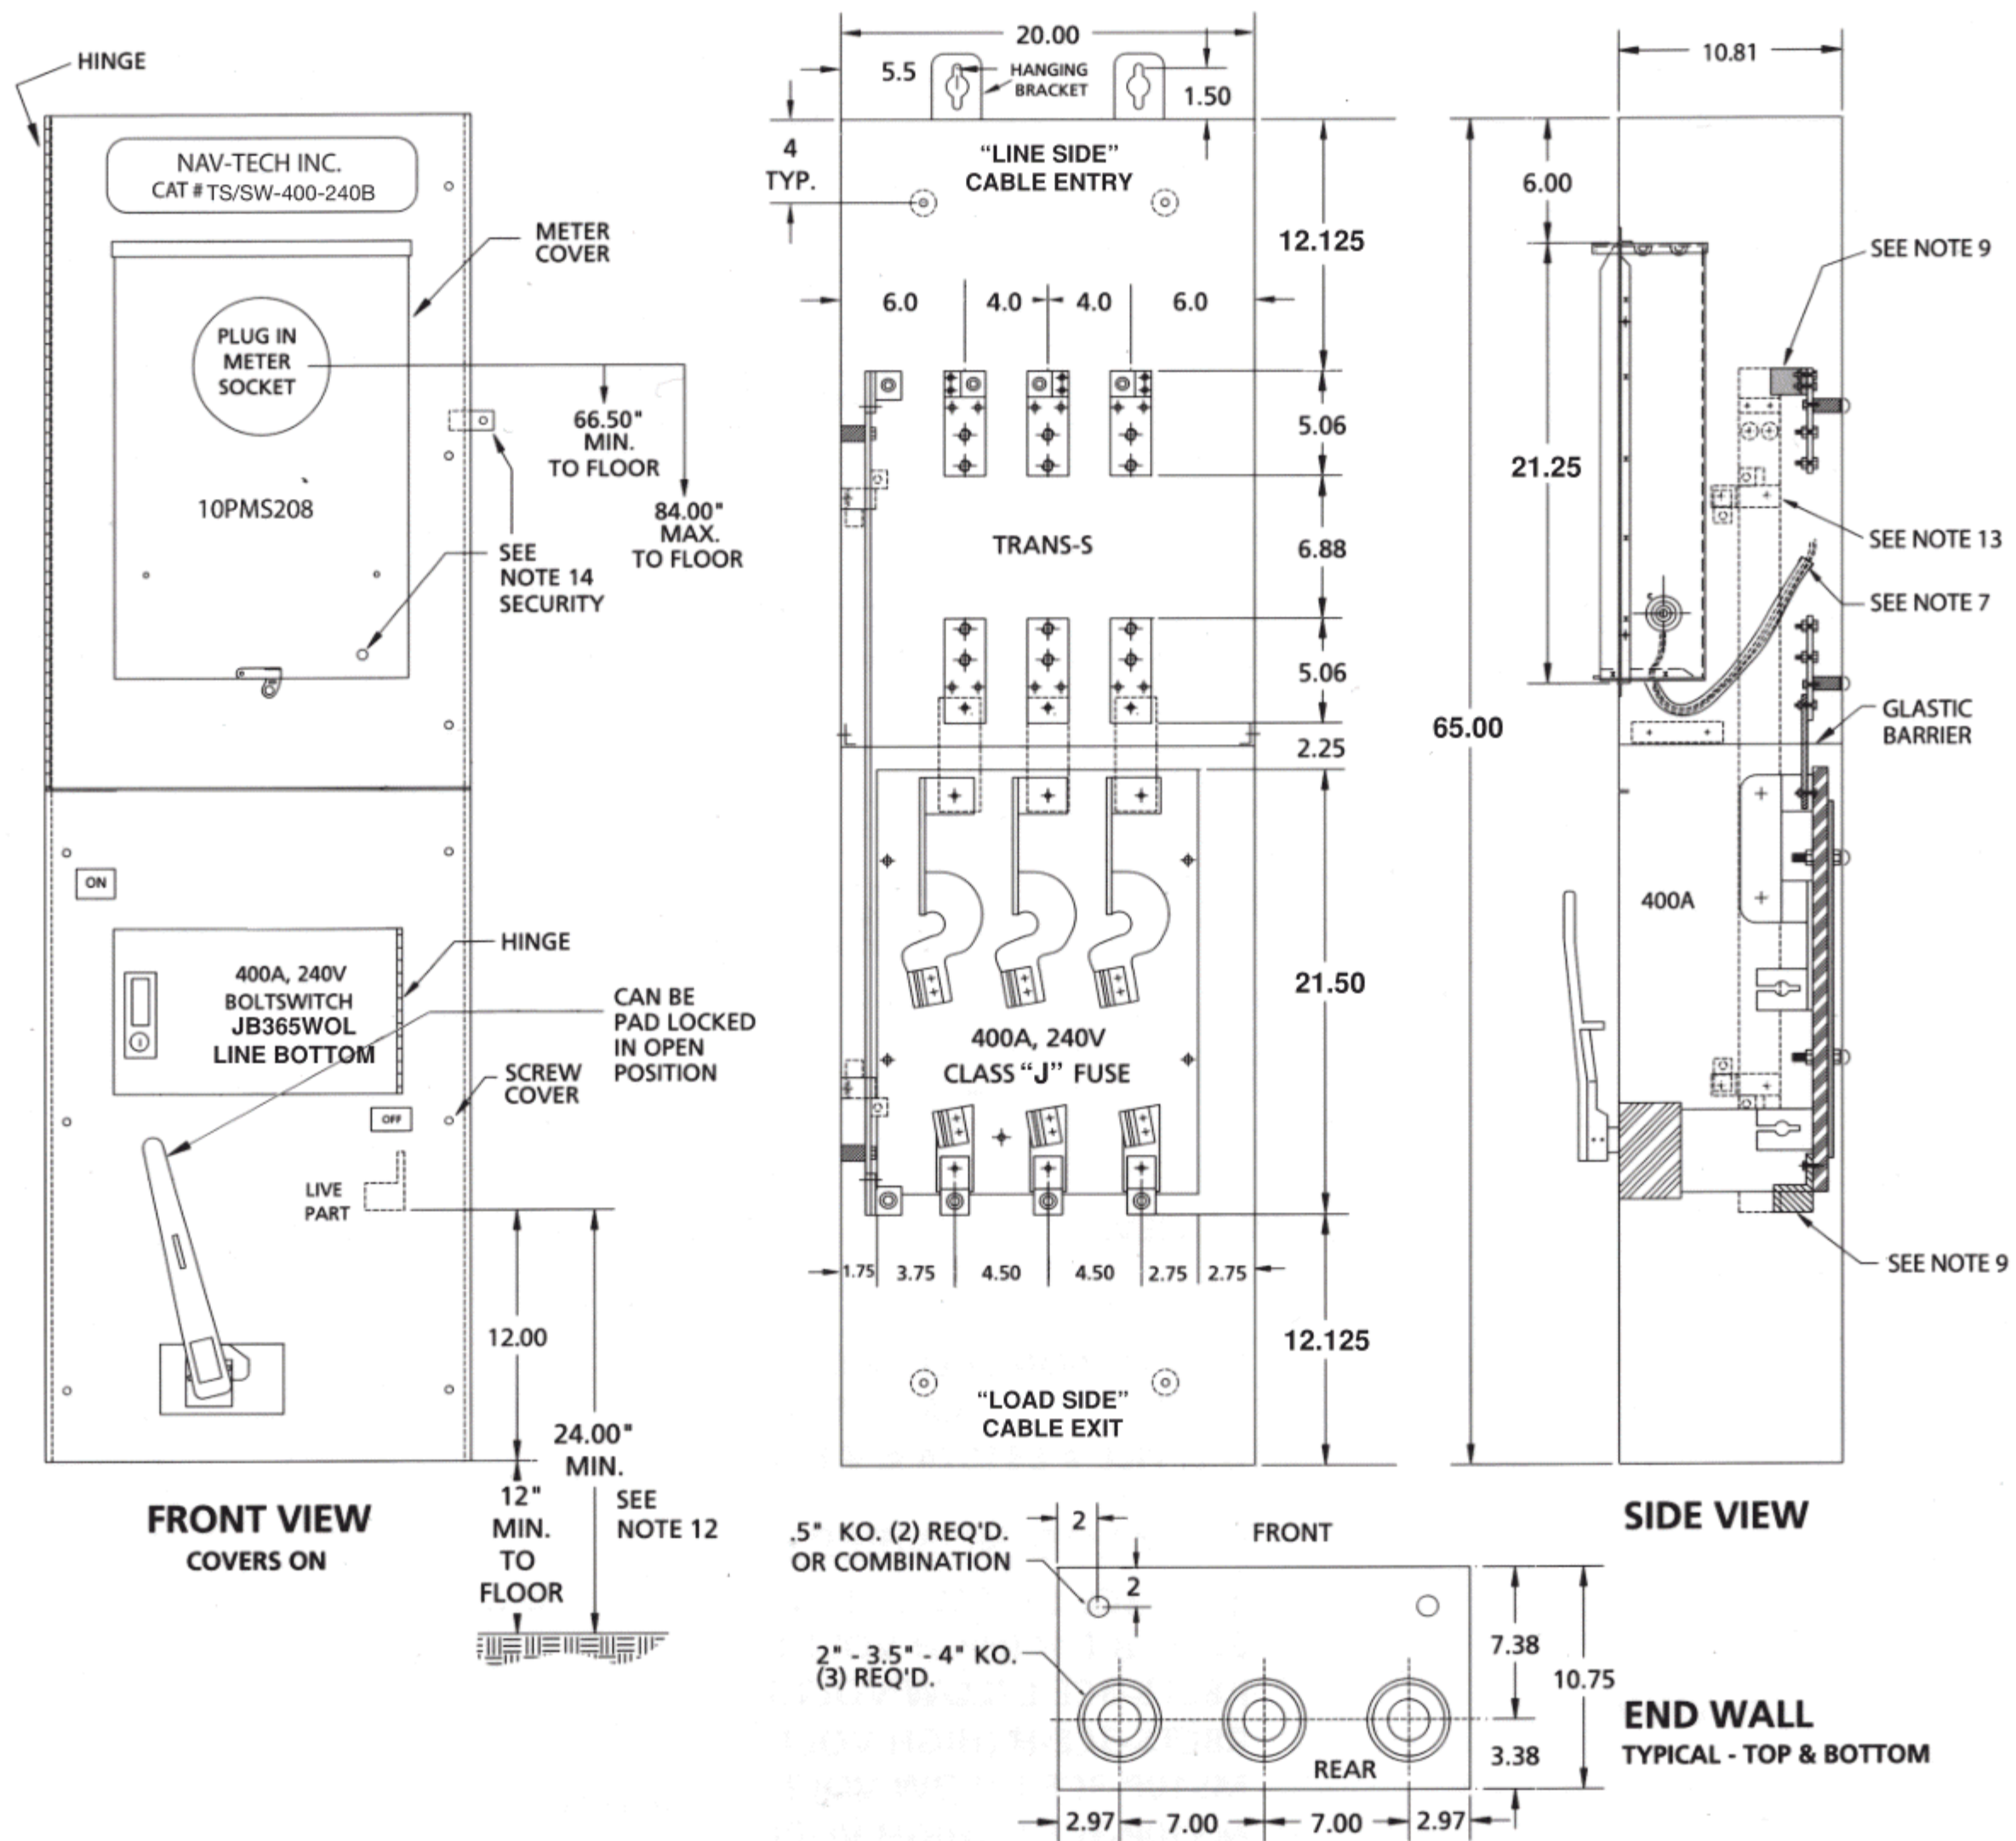 HINGE
NAV-TECH INC.
CAT # TS/SW-400-240B
METER
COVER
PLUG IN
METER
SOCKET
66.50"
MIN.
TO FLOOR
84.00"
MAX.
TO FLOOR
10PMS208
SEE
NOTE 14
SECURITY
ON
HINGE
400A, 240V
BOLTSWITCH
JB365WOL
LINE BOTTOM
CAN BE
PAD LOCKED
IN OPEN
POSITION
SCREW
COVER
OFF
LIVE
PART
12.00
24.00"
MIN.
12"
MIN.
TO
FLOOR
SEE
NOTE 12
FRONT VIEW
COVERS ON
20.00
5.5
HANGING
BRACKET
1.50
4
TYP.
"LINE SIDE"
CABLE ENTRY
12.125
6.0
4.0
4.0
6.0
5.06
TRANS-S
6.88
5.06
2.25
21.50
400A, 240V
CLASS "J" FUSE
1.75
3.75
4.50
4.50
2.75
2.75
12.125
"LOAD SIDE"
CABLE EXIT
10.81
6.00
SEE NOTE 9
21.25
SEE NOTE 13
SEE NOTE 7
65.00
GLASTIC
BARRIER
400A
SEE NOTE 9
SIDE VIEW
.5" KO. (2) REQ'D.
OR COMBINATION
2
FRONT
2
2" - 3.5" - 4" KO.
(3) REQ'D.
7.38
10.75
3.38
REAR
2.97
7.00
7.00
2.97
END WALL
TYPICAL - TOP & BOTTOM